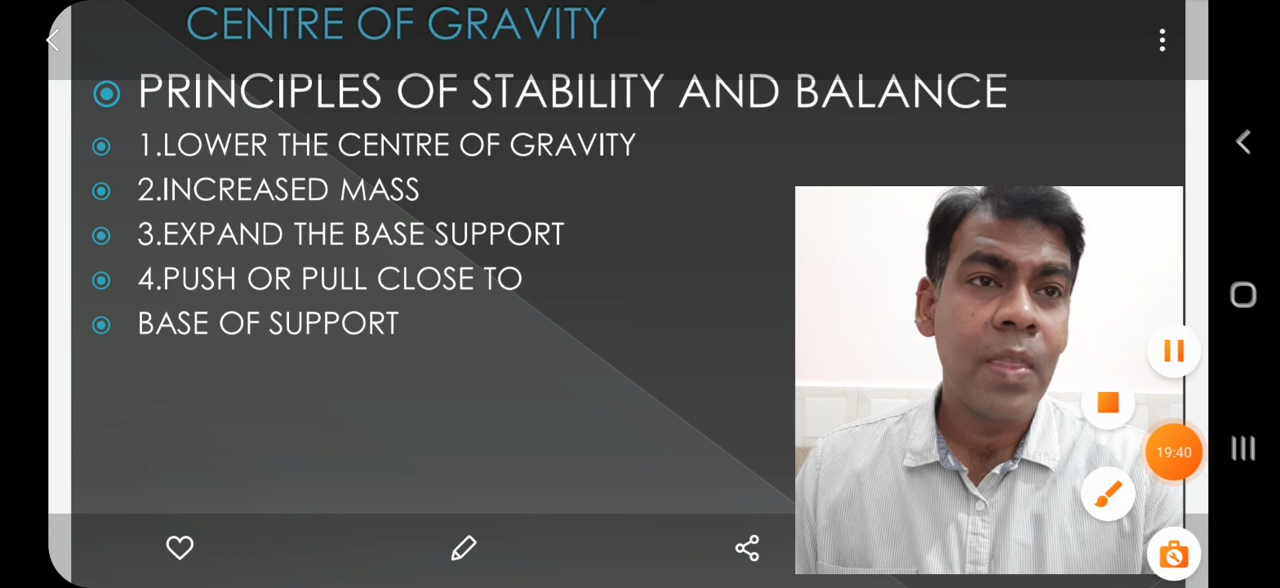 CENTRE OF GRAVITY
PRINCIPLES OF STABILITY AND BALANCE
1.LOWER THE CENTRE OF GRAVITY
2.INCREASED MASS
3.EXPAND THE BASE SUPPORT
4.PUSH OR PULL CLOSE TO
BASE OF SUPPORT
19:40